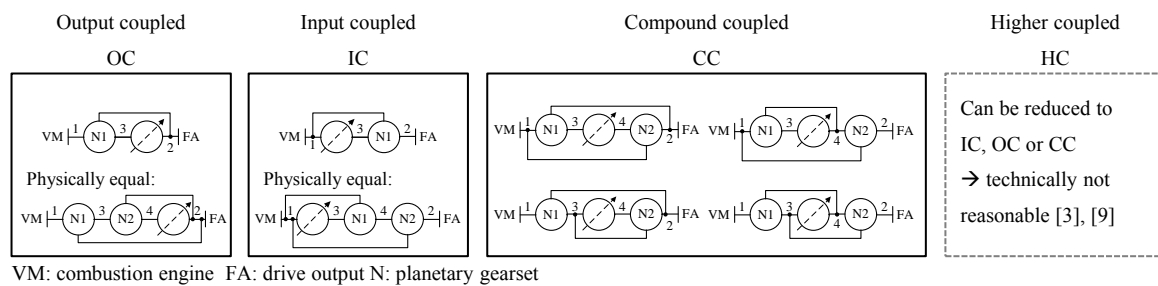 Output coupled
Input coupled
Compound coupled
Higher coupled
OC
IC
CC
HC
VM 1 N1 3 2 FA
Physically equal:
VM 1 N1 3 N2 4 2 FA
VM 1 3 N1 2 FA
Physically equal:
VM 1 3 N1 4 N2 2 FA
VM 1 N1 3 4 N2 2 FA
VM 1 N1 3 4 N2 2 FA
VM 1 N1 3 4 N2 2 FA
VM 1 N1 3 4 N2 2 FA
Can be reduced to
IC, OC or CC
→ technically not
reasonable [3], [9]
VM: combustion engine FA: drive output N: planetary gearset